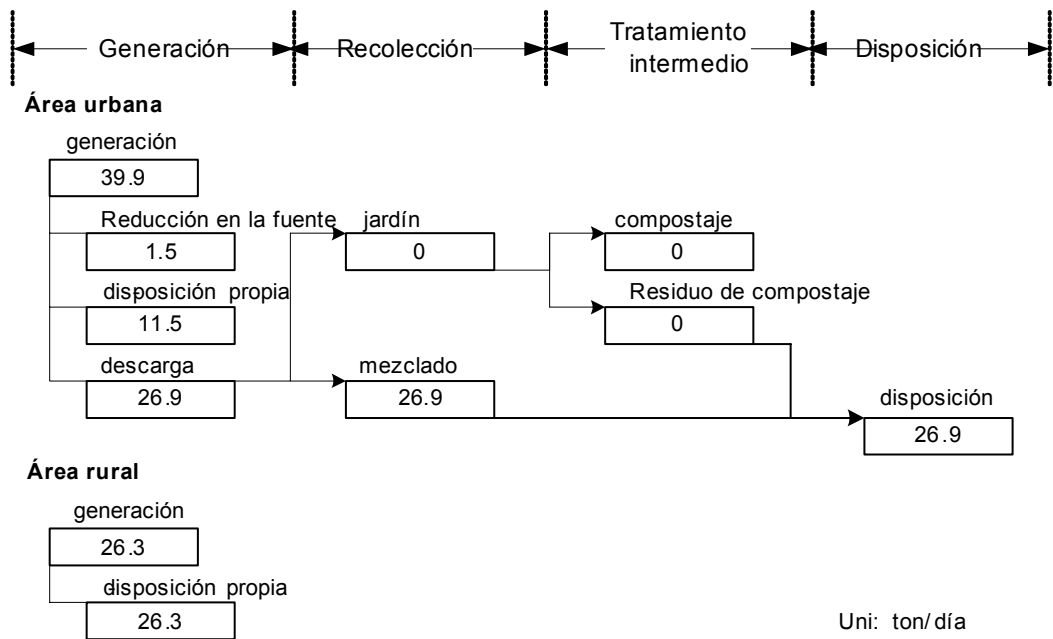 Generación Recolección Tratamiento intermedio Disposición
Área urbana
generación
39.9
Reducción en la fuente jardín compostaje
1.5 0 0
disposición propia Residuo de compostaje
11.5 0
descarga mezclado
26.9 26.9
disposición
26.9
Área rural
generación
26.3
disposición propia
26.3
Uni: ton/día